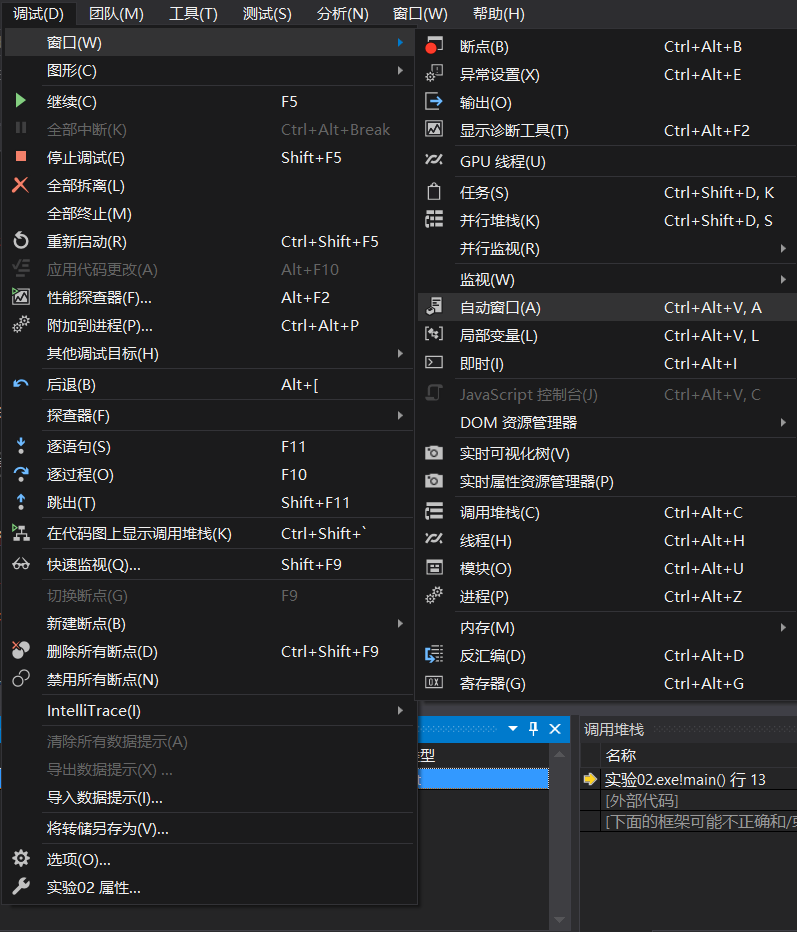 调试(D) 团队(M) 工具(T) 测试(S) 分析(N) 窗口(W) 帮助(H)
窗口(W)
图形(C)
继续(C) F5
全部中断(K) Ctrl+Alt+Break
停止调试(E) Shift+F5
全部拆离(L)
全部终止(M)
重新启动(R) Ctrl+Shift+F5
应用代码更改(A) Alt+F10
性能探查器(F)... Alt+F2
附加到进程(P)... Ctrl+Alt+P
其他调试目标(H)
后退(B) Alt+[
探查器(F)
逐语句(S) F11
逐过程(O) F10
跳出(T) Shift+F11
在代码图上显示调用堆栈(K) Ctrl+Shift+`
快速监视(Q)... Shift+F9
切换断点(G) F9
新建断点(B)
删除所有断点(D) Ctrl+Shift+F9
禁用所有断点(N)
IntelliTrace(I)
清除所有数据提示(A)
导出数据提示(X) ...
导入数据提示(I)...
将转储另存为(V)...
选项(O)...
实验02 属性...
断点(B) Ctrl+Alt+B
异常设置(X) Ctrl+Alt+E
输出(O)
显示诊断工具(T) Ctrl+Alt+F2
GPU 线程(U)
任务(S) Ctrl+Shift+D, K
并行堆栈(K) Ctrl+Shift+D, S
并行监视(R)
监视(W)
自动窗口(A) Ctrl+Alt+V, A
局部变量(L) Ctrl+Alt+V, L
即时(I) Ctrl+Alt+I
JavaScript 控制台(J) Ctrl+Alt+V, C
DOM 资源管理器
实时可视化树(V)
实时属性资源管理器(P)
调用堆栈(C) Ctrl+Alt+C
线程(H) Ctrl+Alt+H
模块(O) Ctrl+Alt+U
进程(P) Ctrl+Alt+Z
内存(M)
反汇编(D) Ctrl+Alt+D
寄存器(G) Ctrl+Alt+G
型
调用堆栈
名称
实验02.exe!main() 行 13
[外部代码]
[下面的框架可能不正确和/